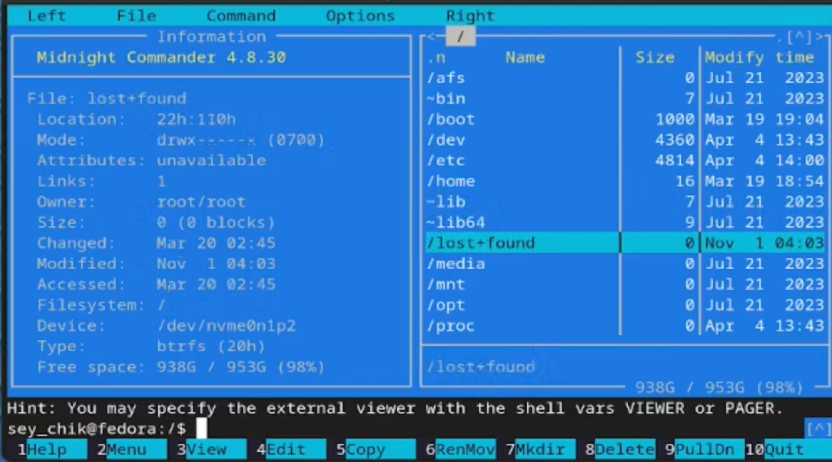 Left File Command Options Right
Information
Midnight Commander 4.8.30
File: lost+found
Location: 22h:110h
Mode: drwx------ (0700)
Attributes: unavailable
Links: 1
Owner: root/root
Size: 0 (0 blocks)
Changed: Mar 20 02:45
Modified: Nov 1 04:03
Accessed: Mar 20 02:45
Filesystem: /
Device: /dev/nvme0n1p2
Type: btrfs (20h)
Free space: 938G / 953G (98%)
<- / .[^]>
.n Name Size Modify time
/afs 0 Jul 21 2023
~bin 7 Jul 21 2023
/boot 1000 Mar 19 19:04
/dev 4360 Apr 4 13:43
/etc 4814 Apr 4 14:00
/home 16 Mar 19 18:54
~lib 7 Jul 21 2023
~lib64 9 Jul 21 2023
/lost+found 0 Nov 1 04:03
/media 0 Jul 21 2023
/mnt 0 Jul 21 2023
/opt 0 Jul 21 2023
/proc 0 Apr 4 13:43
/lost+found
938G / 953G (98%)
Hint: You may specify the external viewer with the shell vars VIEWER or PAGER.
sey_chik@fedora:/$ [^]
1Help 2Menu 3View 4Edit 5Copy 6RenMov 7Mkdir 8Delete 9PullDn 10Quit